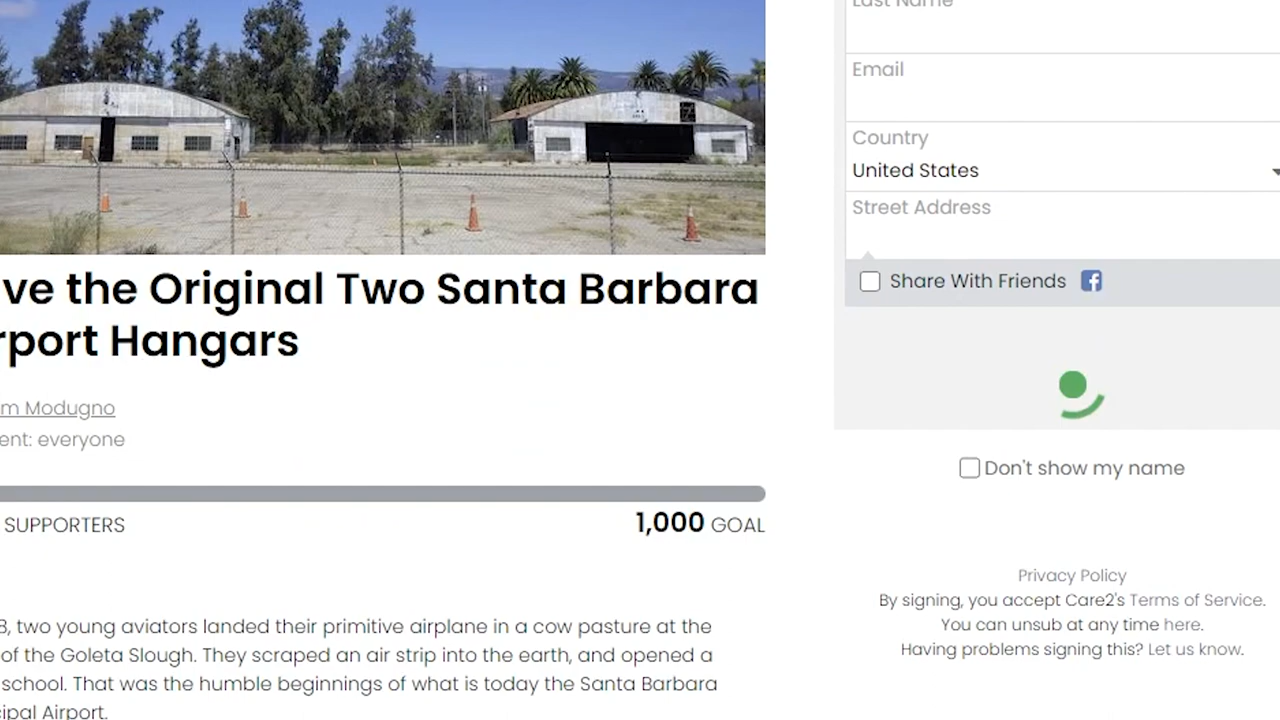 ve the Original Two Santa Barbara
rport Hangars
m Modugno
ent: everyone
SUPPORTERS
1,000 GOAL
8, two young aviators landed their primitive airplane in a cow pasture at the
of the Goleta Slough. They scraped an air strip into the earth, and opened a
school. That was the humble beginnings of what is today the Santa Barbara
cipal Airport.
Last Name
Email
Country
United States
Street Address
Share With Friends
Don't show my name
Privacy Policy
By signing, you accept Care2's Terms of Service.
You can unsub at any time here.
Having problems signing this? Let us know.